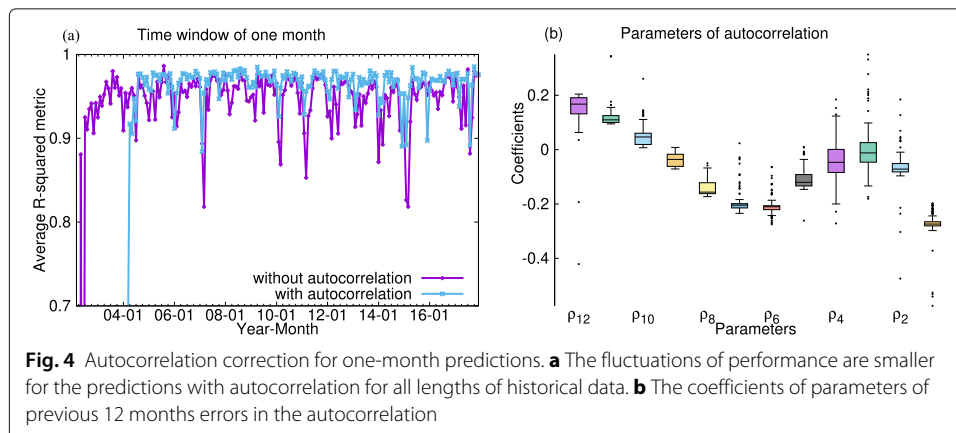 (a)
Time window of one month
1
0.9
0.8
0.7
Average R-squared metric
without autocorrelation
with autocorrelation
04-01 06-01 08-01 10-01 12-01 14-01 16-01
Year-Month
(b)
Parameters of autocorrelation
0.2
0
-0.2
-0.4
Coefficients
ρ12 ρ10 ρ8 ρ6 ρ4 ρ2
Parameters
Fig. 4 Autocorrelation correction for one-month predictions. a The fluctuations of performance are smaller
for the predictions with autocorrelation for all lengths of historical data. b The coefficients of parameters of
previous 12 months errors in the autocorrelation